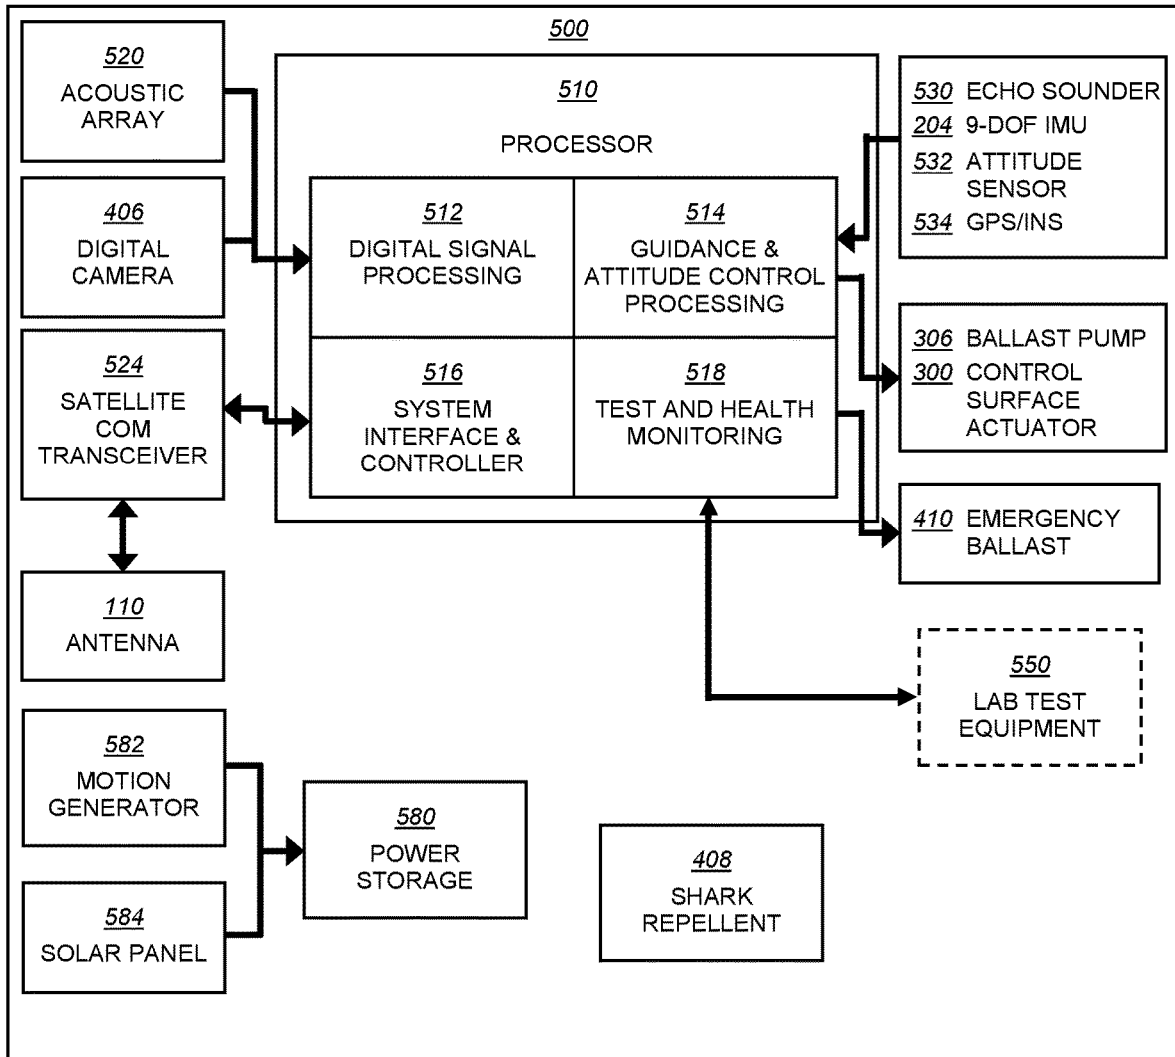 500
520
ACOUSTIC
ARRAY
406
DIGITAL
CAMERA
524
SATELLITE
COM
TRANSCEIVER
110
ANTENNA
582
MOTION
GENERATOR
584
SOLAR PANEL
580
POWER
STORAGE
510
PROCESSOR
512
DIGITAL SIGNAL
PROCESSING
514
GUIDANCE &
ATTITUDE CONTROL
PROCESSING
516
SYSTEM
INTERFACE &
CONTROLLER
518
TEST AND HEALTH
MONITORING
530 ECHO SOUNDER
204 9-DOF IMU
532 ATTITUDE
SENSOR
534 GPS/INS
306 BALLAST PUMP
300 CONTROL
SURFACE
ACTUATOR
410 EMERGENCY
BALLAST
550
LAB TEST
EQUIPMENT
408
SHARK
REPELLENT